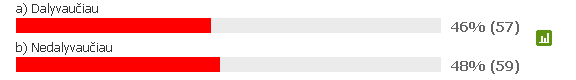 a) Dalyvaučiau
46% (57)
b) Nedalyvaučiau
48% (59)